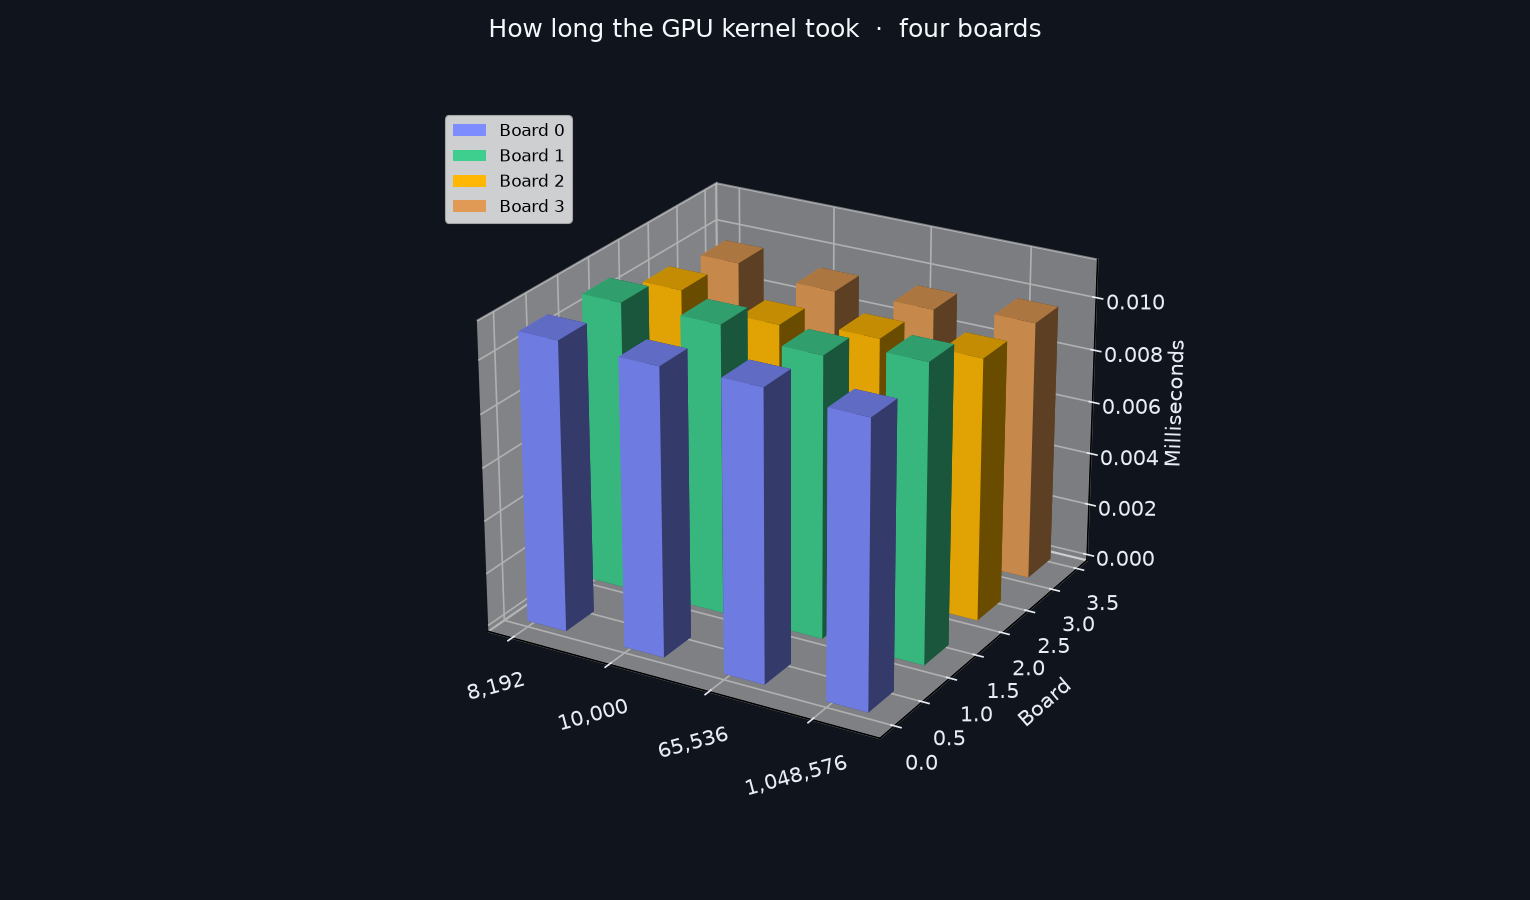 How long the GPU kernel took · four boards
Board 0
Board 1
Board 2
Board 3
0.010
0.008
0.006
0.004
0.002
0.000
Milliseconds
3.5
3.0
2.5
2.0
1.5
1.0
0.5
0.0
Board
8,192
10,000
65,536
1,048,576